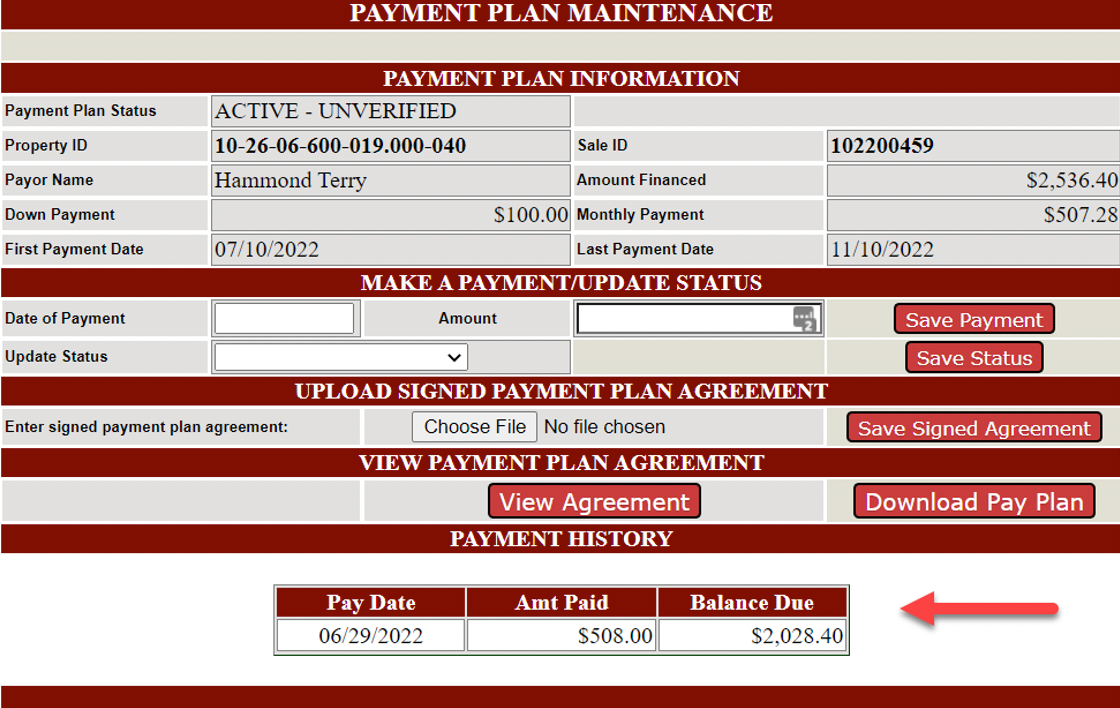 PAYMENT PLAN MAINTENANCE
PAYMENT PLAN INFORMATION
Payment Plan Status ACTIVE - UNVERIFIED
Property ID 10-26-06-600-019.000-040 Sale ID 102200459
Payor Name Hammond Terry Amount Financed $2,536.40
Down Payment $100.00 Monthly Payment $507.28
First Payment Date 07/10/2022 Last Payment Date 11/10/2022
MAKE A PAYMENT/UPDATE STATUS
Date of Payment Amount 2 Save Payment
Update Status Save Status
UPLOAD SIGNED PAYMENT PLAN AGREEMENT
Enter signed payment plan agreement: Choose File No file chosen Save Signed Agreement
VIEW PAYMENT PLAN AGREEMENT
View Agreement Download Pay Plan
PAYMENT HISTORY
Pay Date Amt Paid Balance Due
06/29/2022 $508.00 $2,028.40